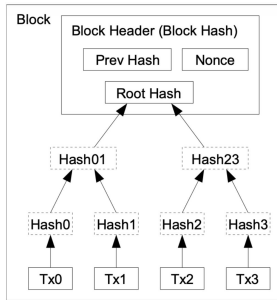 Block
Block Header (Block Hash)
Prev Hash
Nonce
Root Hash
Hash01
Hash23
Hash0
Hash1
Hash2
Hash3
Tx0
Tx1
Tx2
Tx3